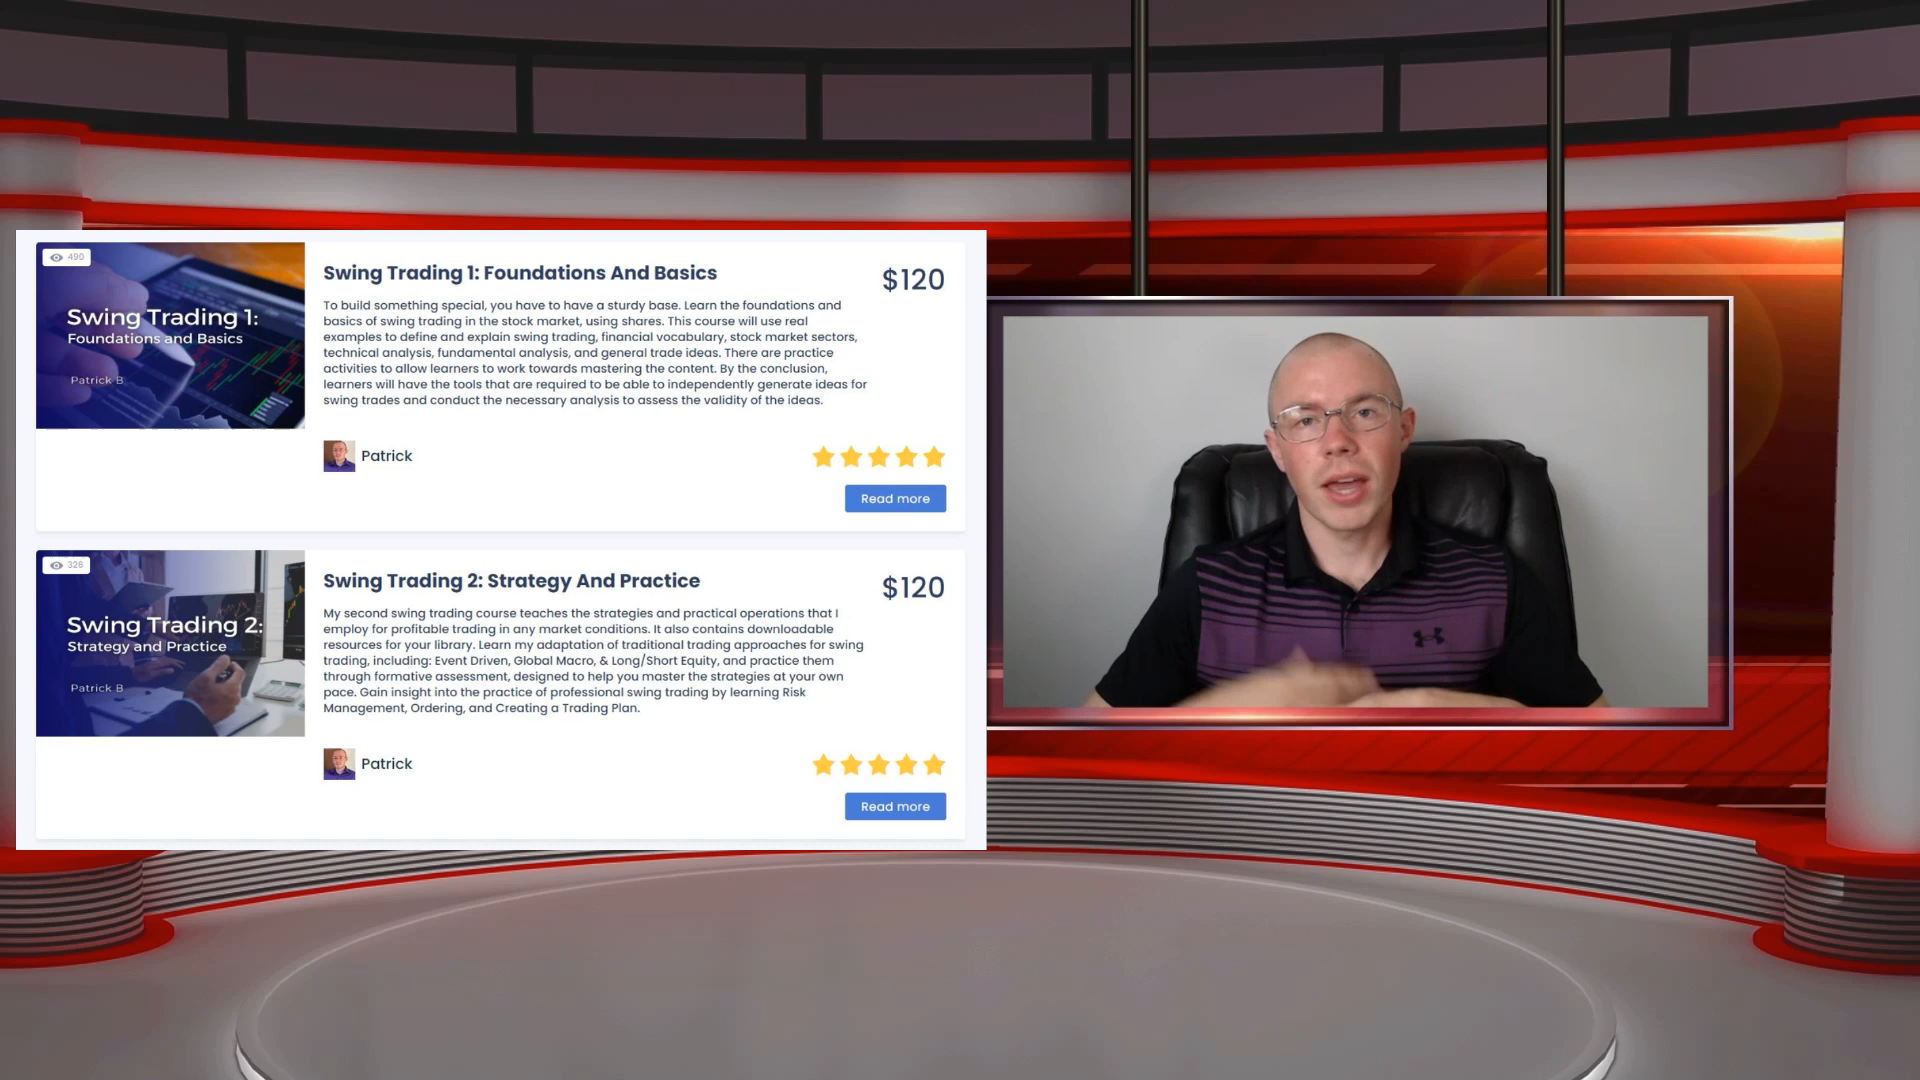 490
Swing Trading 1:
Foundations and Basics
Patrick B
Swing Trading 1: Foundations And Basics
$120
To build something special, you have to have a sturdy base. Learn the foundations and
basics of swing trading in the stock market, using shares. This course will use real
examples to define and explain swing trading, financial vocabulary, stock market sectors,
technical analysis, fundamental analysis, and general trade ideas. There are practice
activities to allow learners to work towards mastering the content. By the conclusion,
learners will have the tools that are required to be able to independently generate ideas for
swing trades and conduct the necessary analysis to assess the validity of the ideas.
Patrick
Read more
326
Swing Trading 2:
Strategy and Practice
Patrick B
Swing Trading 2: Strategy And Practice
$120
My second swing trading course teaches the strategies and practical operations that I
employ for profitable trading in any market conditions. It also contains downloadable
resources for your library. Learn my adaptation of traditional trading approaches for swing
trading, including: Event Driven, Global Macro, & Long/Short Equity, and practice them
through formative assessment, designed to help you master the strategies at your own
pace. Gain insight into the practice of professional swing trading by learning Risk
Management, Ordering, and Creating a Trading Plan.
Patrick
Read more